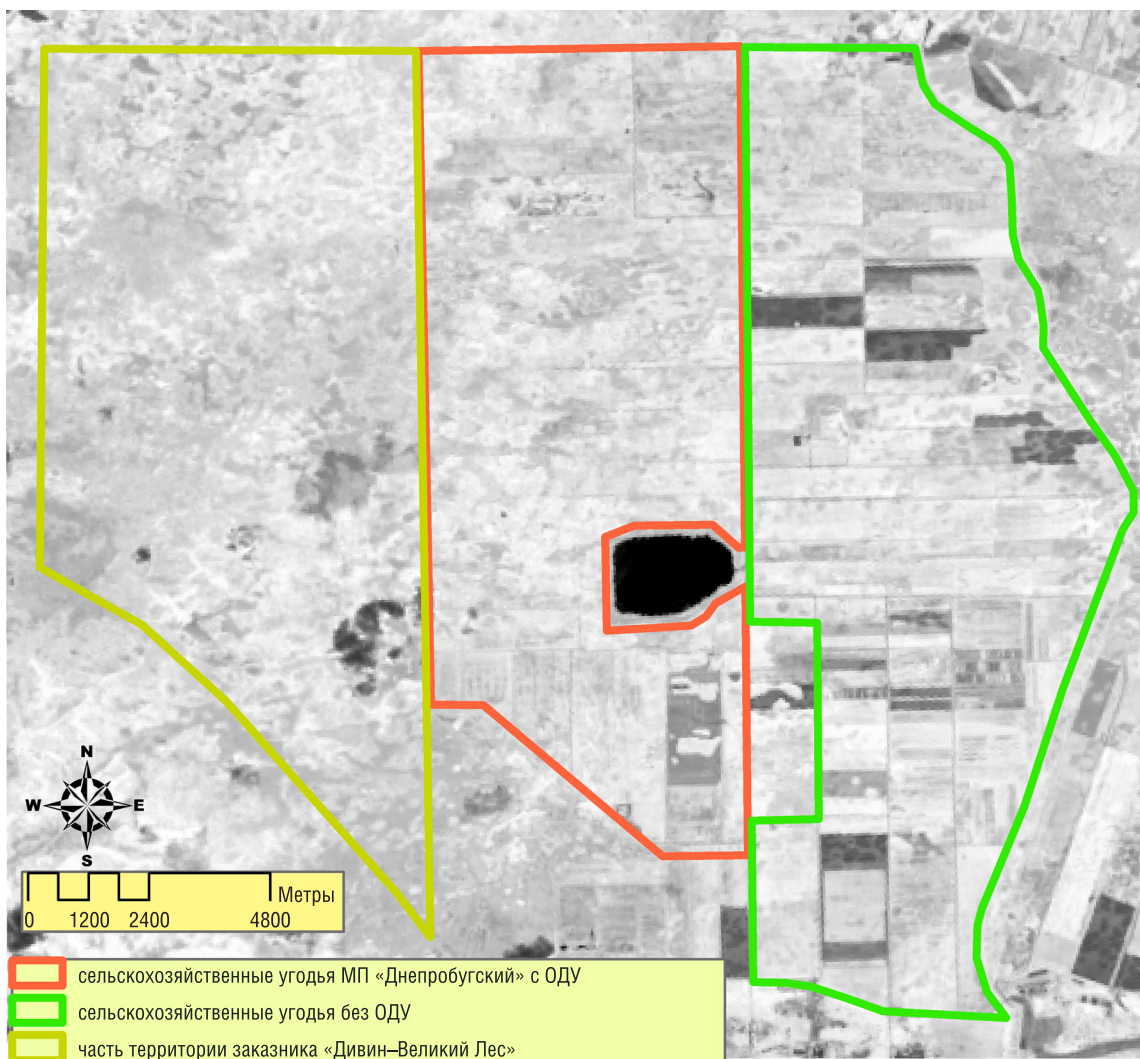 N
W E
S
Метры
0 1200 2400 4800
сельскохозяйственные угодья МП «Днепробугский» с ОДУ
сельскохозяйственные угодья без ОДУ
часть территории заказника «Дивин–Великий Лес»